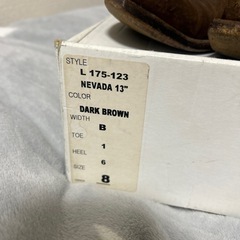 STYLE
L 175-123
NEVADA 13"
COLOR
DARK BROWN
WIDTH
B
TOE
1
HEEL
6
SIZE
8